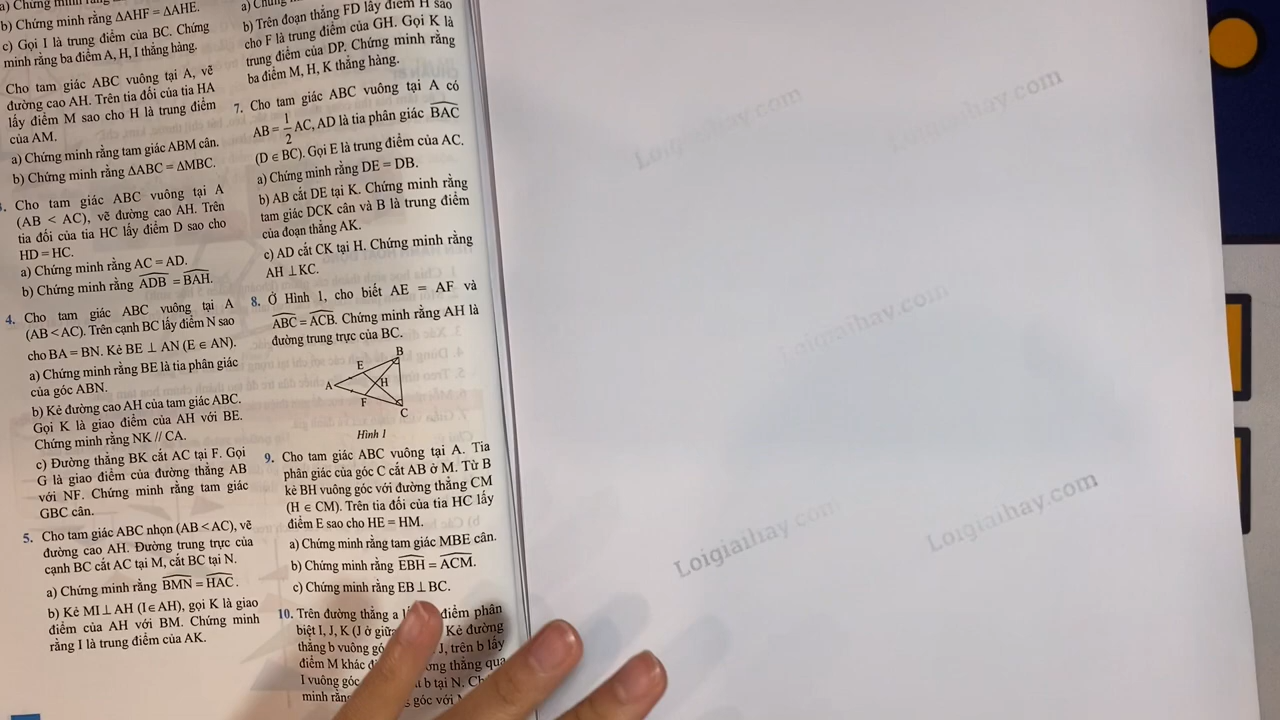 b) Chứng minh rằng ΔAHF = ΔAHE.
c) Gọi I là trung điểm của BC. Chứng
minh rằng ba điểm A, H, I thẳng hàng.
Cho tam giác ABC vuông tại A, vẽ
đường cao AH. Trên tia đối của tia HA
lấy điểm M sao cho H là trung điểm
của AM.
a) Chứng minh rằng tam giác ABM cân.
b) Chứng minh rằng ΔABC = ΔMBC.
Cho tam giác ABC vuông tại A
(AB < AC), vẽ đường cao AH. Trên
tia đối của tia HC lấy điểm D sao cho
HD = HC.
a) Chứng minh rằng AC = AD.
b) Chứng minh rằng ADB = BAH.
4. Cho tam giác ABC vuông tại A
(AB < AC). Trên cạnh BC lấy điểm N sao
cho BA = BN. Kẻ BE ⊥ AN (E ∈ AN).
a) Chứng minh rằng BE là tia phân giác
của góc ABN.
b) Kẻ đường cao AH của tam giác ABC.
Gọi K là giao điểm của AH với BE.
Chứng minh rằng NK // CA.
c) Đường thẳng BK cắt AC tại F. Gọi
G là giao điểm của đường thẳng AB
với NF. Chứng minh rằng tam giác
GBC cân.
5. Cho tam giác ABC nhọn (AB < AC), vẽ
đường cao AH. Đường trung trực của
cạnh BC cắt AC tại M, cắt BC tại N.
a) Chứng minh rằng BMN = HAC.
b) Kẻ MI ⊥ AH (I ∈ AH), gọi K là giao
điểm của AH với BM. Chứng minh
rằng I là trung điểm của AK.
b) Trên đoạn thẳng FD lấy điểm H sao
cho F là trung điểm của GH. Gọi K là
trung điểm của DP. Chứng minh rằng
ba điểm M, H, K thẳng hàng.
7. Cho tam giác ABC vuông tại A có
AB = 1/2 AC, AD là tia phân giác BAC
(D ∈ BC). Gọi E là trung điểm của AC.
a) Chứng minh rằng DE = DB.
b) AB cắt DE tại K. Chứng minh rằng
tam giác DCK cân và B là trung điểm
của đoạn thẳng AK.
c) AD cắt CK tại H. Chứng minh rằng
AH ⊥ KC.
8. Ở Hình 1, cho biết AE = AF và
ABC = ACB. Chứng minh rằng AH là
đường trung trực của BC.
B
E
A
H
F
C
Hình 1
9. Cho tam giác ABC vuông tại A. Tia
phân giác của góc C cắt AB ở M. Từ B
kẻ BH vuông góc với đường thẳng CM
(H ∈ CM). Trên tia đối của tia HC lấy
điểm E sao cho HE = HM.
a) Chứng minh rằng tam giác MBE cân.
b) Chứng minh rằng EBH = ACM.
c) Chứng minh rằng EB ⊥ BC.
10. Trên đường thẳng a điểm phân
biệt I, J, K (J ở Kẻ đường
thẳng b vuông J, trên b lấy
điểm M khác thẳng qua
I vuông góc b tại N.
minh góc với
Loigiaihay.com
Loigiaihay.com
Loigiaihay.com
Loigiaihay.com
Loigiaihay.com